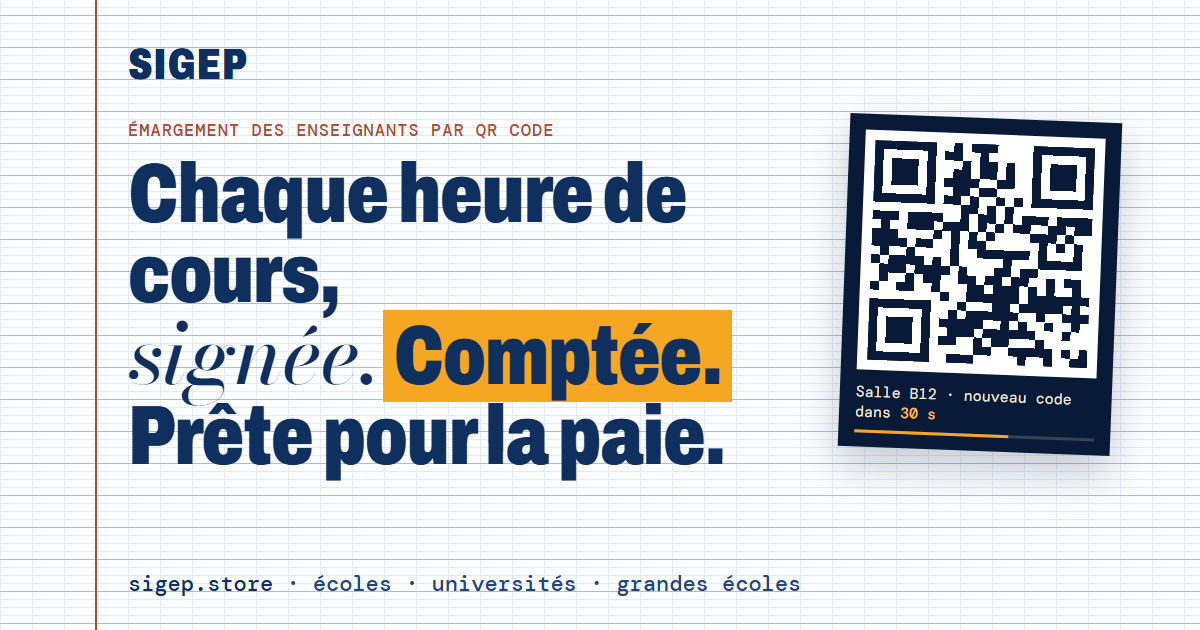 SIGEP
ÉMARGEMENT DES ENSEIGNANTS PAR QR CODE
Chaque heure de
cours,
signée. Comptée.
Prête pour la paie.
Salle B12 · nouveau code
dans 30 s
sigep.store · écoles · universités · grandes écoles